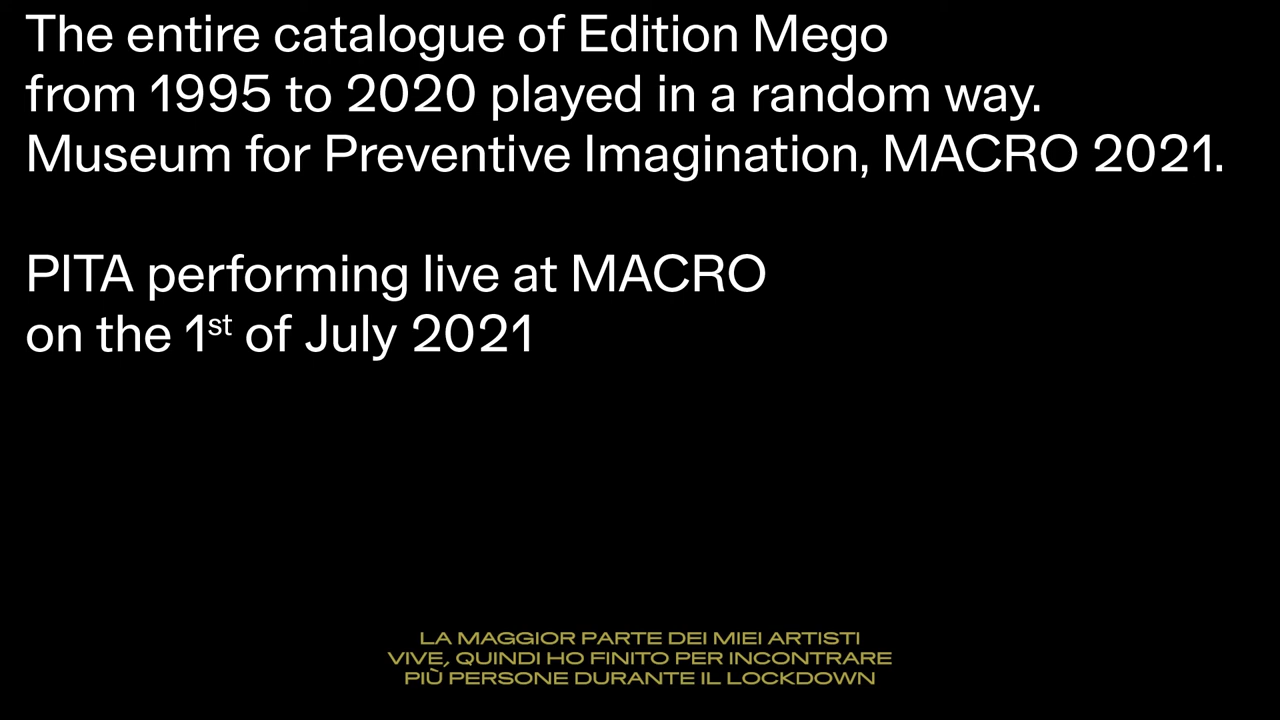 The entire catalogue of Edition Mego
from 1995 to 2020 played in a random way.
Museum for Preventive Imagination, MACRO 2021.
PITA performing live at MACRO
on the 1st of July 2021
LA MAGGIOR PARTE DEI MIEI ARTISTI
VIVE, QUINDI HO FINITO PER INCONTRARE
PIÙ PERSONE DURANTE IL LOCKDOWN